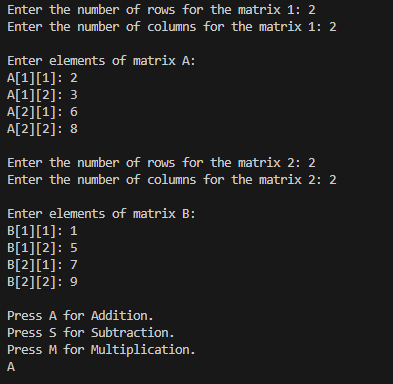 Enter the number of rows for the matrix 1: 2
Enter the number of columns for the matrix 1: 2
Enter elements of matrix A:
A[1][1]: 2
A[1][2]: 3
A[2][1]: 6
A[2][2]: 8
Enter the number of rows for the matrix 2: 2
Enter the number of columns for the matrix 2: 2
Enter elements of matrix B:
B[1][1]: 1
B[1][2]: 5
B[2][1]: 7
B[2][2]: 9
Press A for Addition.
Press S for Subtraction.
Press M for Multiplication.
A